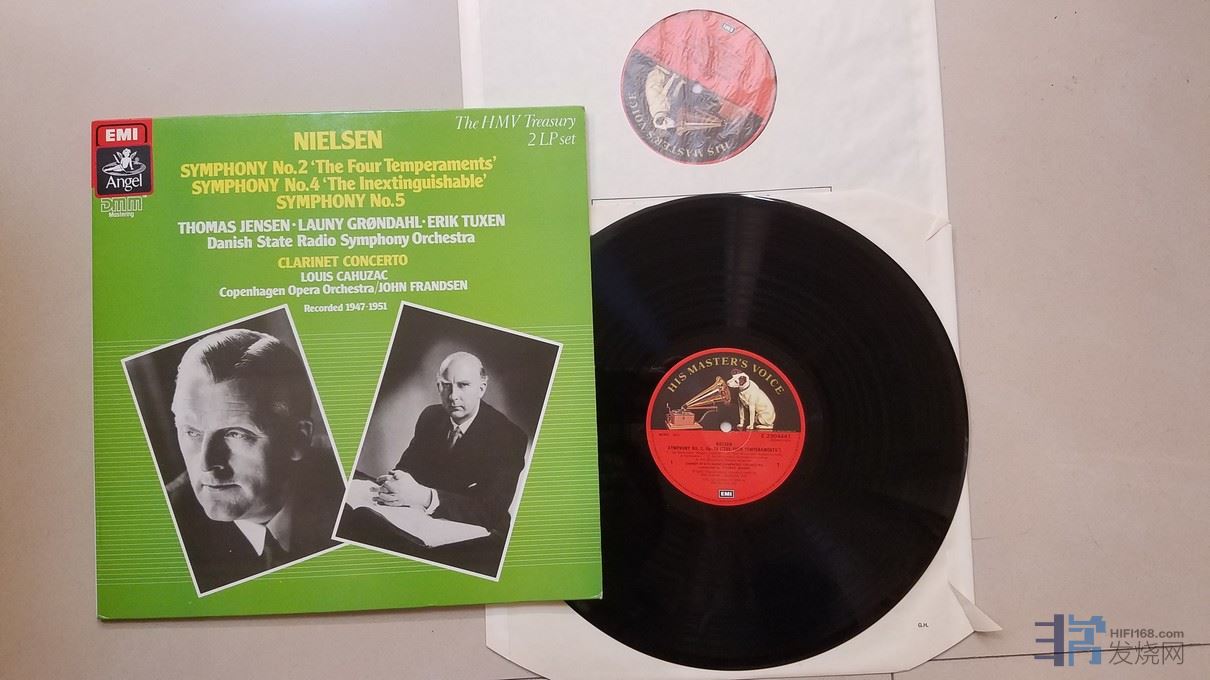 EMI
Angel
DMM
Mastering
The HMV Treasury
2 LP set
NIELSEN
SYMPHONY No.2 ‘The Four Temperaments’
SYMPHONY No.4 ‘The Inextinguishable’
SYMPHONY No.5
THOMAS JENSEN · LAUNY GRØNDAHL · ERIK TUXEN
Danish State Radio Symphony Orchestra
CLARINET CONCERTO
LOUIS CAHUZAC
Copenhagen Opera Orchestra/JOHN FRANDSEN
Recorded 1947-1951
EMI
HIS MASTER'S VOICE
HIS MASTER'S VOICE
NIELSEN
1
1
EMI
G.H.
HIFI168.com
发烧网